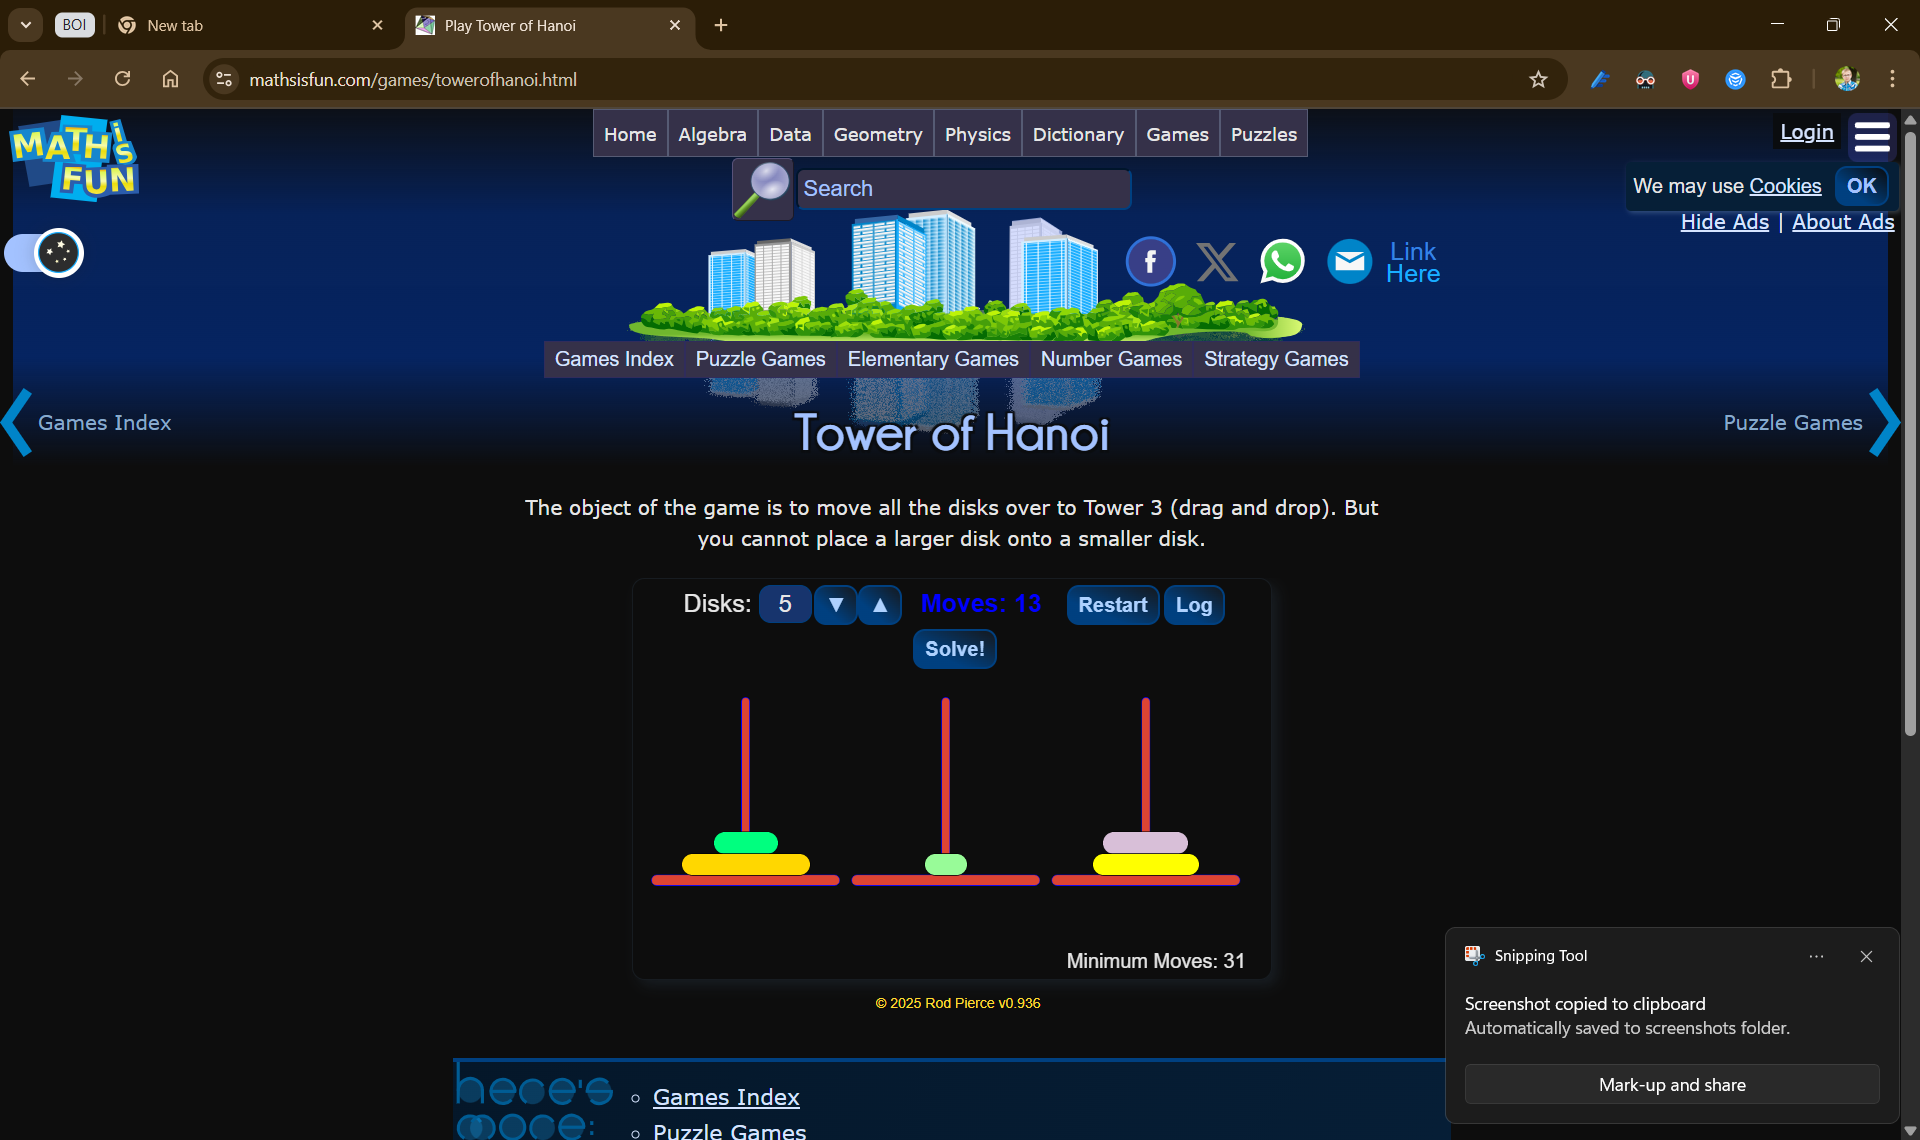 BOI
New tab
Play Tower of Hanoi
mathsisfun.com/games/towerofhanoi.html
MATH iS FUN
Home Algebra Data Geometry Physics Dictionary Games Puzzles
Login
Search
We may use Cookies OK
Hide Ads | About Ads
Link
Here
Games Index Puzzle Games Elementary Games Number Games Strategy Games
Games Index
Puzzle Games
Tower of Hanoi
The object of the game is to move all the disks over to Tower 3 (drag and drop). But
you cannot place a larger disk onto a smaller disk.
Disks: 5 ▼ ▲ Moves: 13 Restart Log
Solve!
Minimum Moves: 31
© 2025 Rod Pierce v0.936
here's
more:
Games Index
Puzzle Games
Snipping Tool
Screenshot copied to clipboard
Automatically saved to screenshots folder.
Mark-up and share